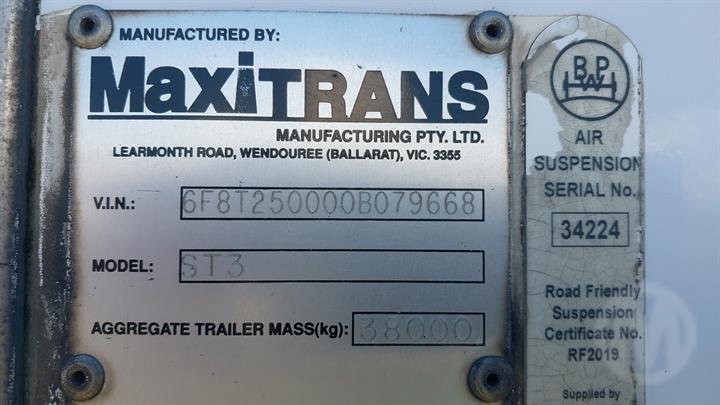 MANUFACTURED BY:
MaxiTRANS
MANUFACTURING PTY. LTD.
LEARMONTH ROAD, WENDOUREE (BALLARAT), VIC. 3355
V.I.N.: 6F8T250000B079668
MODEL: ST3
AGGREGATE TRAILER MASS(kg): 38000
BPW
AIR
SUSPENSION
SERIAL No.
34224
Road Friendly
Suspension
Certificate No.
RF2019
Supplied by